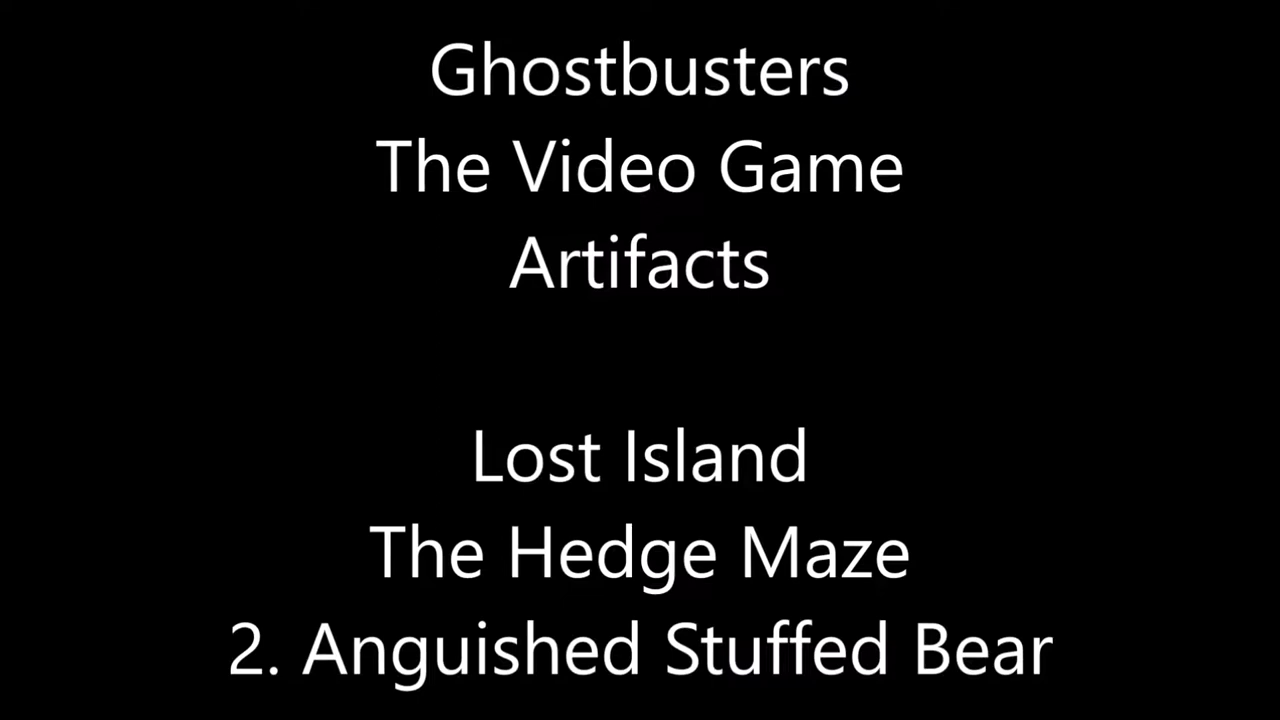 Ghostbusters
The Video Game
Artifacts
Lost Island
The Hedge Maze
2. Anguished Stuffed Bear